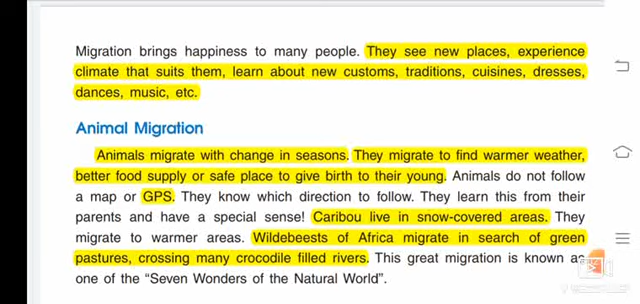 Migration brings happiness to many people. They see new places, experience
climate that suits them, learn about new customs, traditions, cuisines, dresses,
dances, music, etc.
Animal Migration
Animals migrate with change in seasons. They migrate to find warmer weather,
better food supply or safe place to give birth to their young. Animals do not follow
a map or GPS. They know which direction to follow. They learn this from their
parents and have a special sense! Caribou live in snow-covered areas. They
migrate to warmer areas. Wildebeests of Africa migrate in search of green
pastures, crossing many crocodile filled rivers. This great migration is known as
one of the “Seven Wonders of the Natural World”.